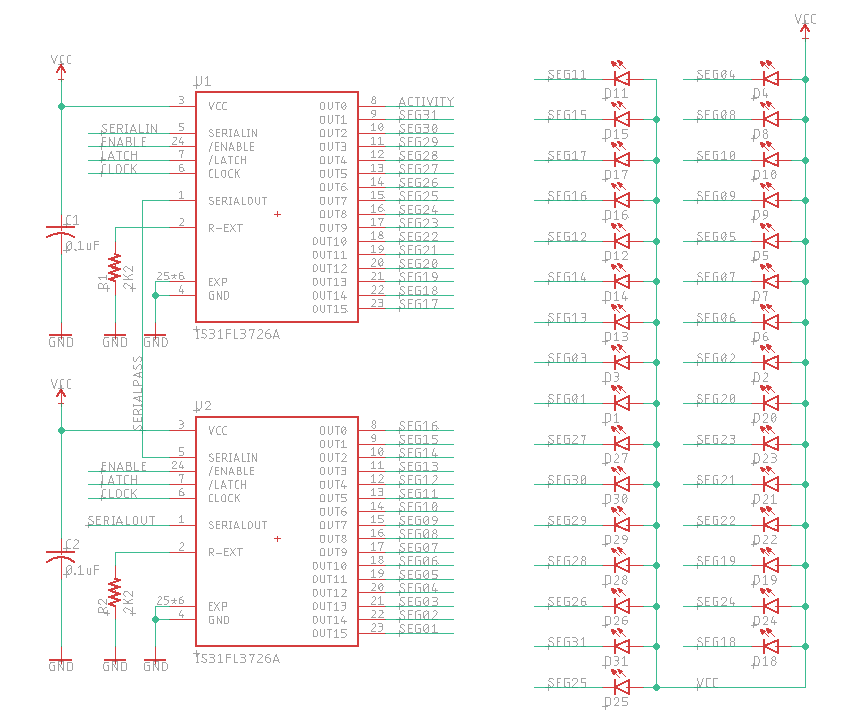 VCC
U1
3 VCC OUT0 8 ACTIVITY
OUT1 9 SEG31
SERIALIN 5 SERIALIN OUT2 10 SEG30
ENABLE 24 /ENABLE OUT3 11 SEG29
LATCH 7 /LATCH OUT4 12 SEG28
CLOCK 6 CLOCK OUT5 13 SEG27
OUT6 14 SEG26
1 SERIALOUT OUT7 15 SEG25
OUT8 16 SEG24
C1 2 R-EXT OUT9 17 SEG23
OUT10 18 SEG22
0.1uF OUT11 19 SEG21
OUT12 20 SEG20
R1 2K2 25*6 EXP OUT13 21 SEG19
4 GND OUT14 22 SEG18
OUT15 23 SEG17
GND GND GND IS31FL3726A
SERIALPASS
VCC
U2
3 VCC OUT0 8 SEG16
OUT1 9 SEG15
5 SERIALIN OUT2 10 SEG14
ENABLE 24 /ENABLE OUT3 11 SEG13
LATCH 7 /LATCH OUT4 12 SEG12
CLOCK 6 CLOCK OUT5 13 SEG11
OUT6 14 SEG10
SERIALOUT 1 SERIALOUT OUT7 15 SEG09
OUT8 16 SEG08
C2 2 R-EXT OUT9 17 SEG07
OUT10 18 SEG06
0.1uF OUT11 19 SEG05
OUT12 20 SEG04
R2 2K2 25*6 EXP OUT13 21 SEG03
4 GND OUT14 22 SEG02
OUT15 23 SEG01
GND GND GND IS31FL3726A
VCC
SEG11 D11 SEG04 D4
SEG15 D15 SEG08 D8
SEG17 D17 SEG10 D10
SEG16 D16 SEG09 D9
SEG12 D12 SEG05 D5
SEG14 D14 SEG07 D7
SEG13 D13 SEG06 D6
SEG03 D3 SEG02 D2
SEG01 D1 SEG20 D20
SEG27 D27 SEG23 D23
SEG30 D30 SEG21 D21
SEG29 D29 SEG22 D22
SEG28 D28 SEG19 D19
SEG26 D26 SEG24 D24
SEG31 D31 SEG18 D18
SEG25 D25 VCC